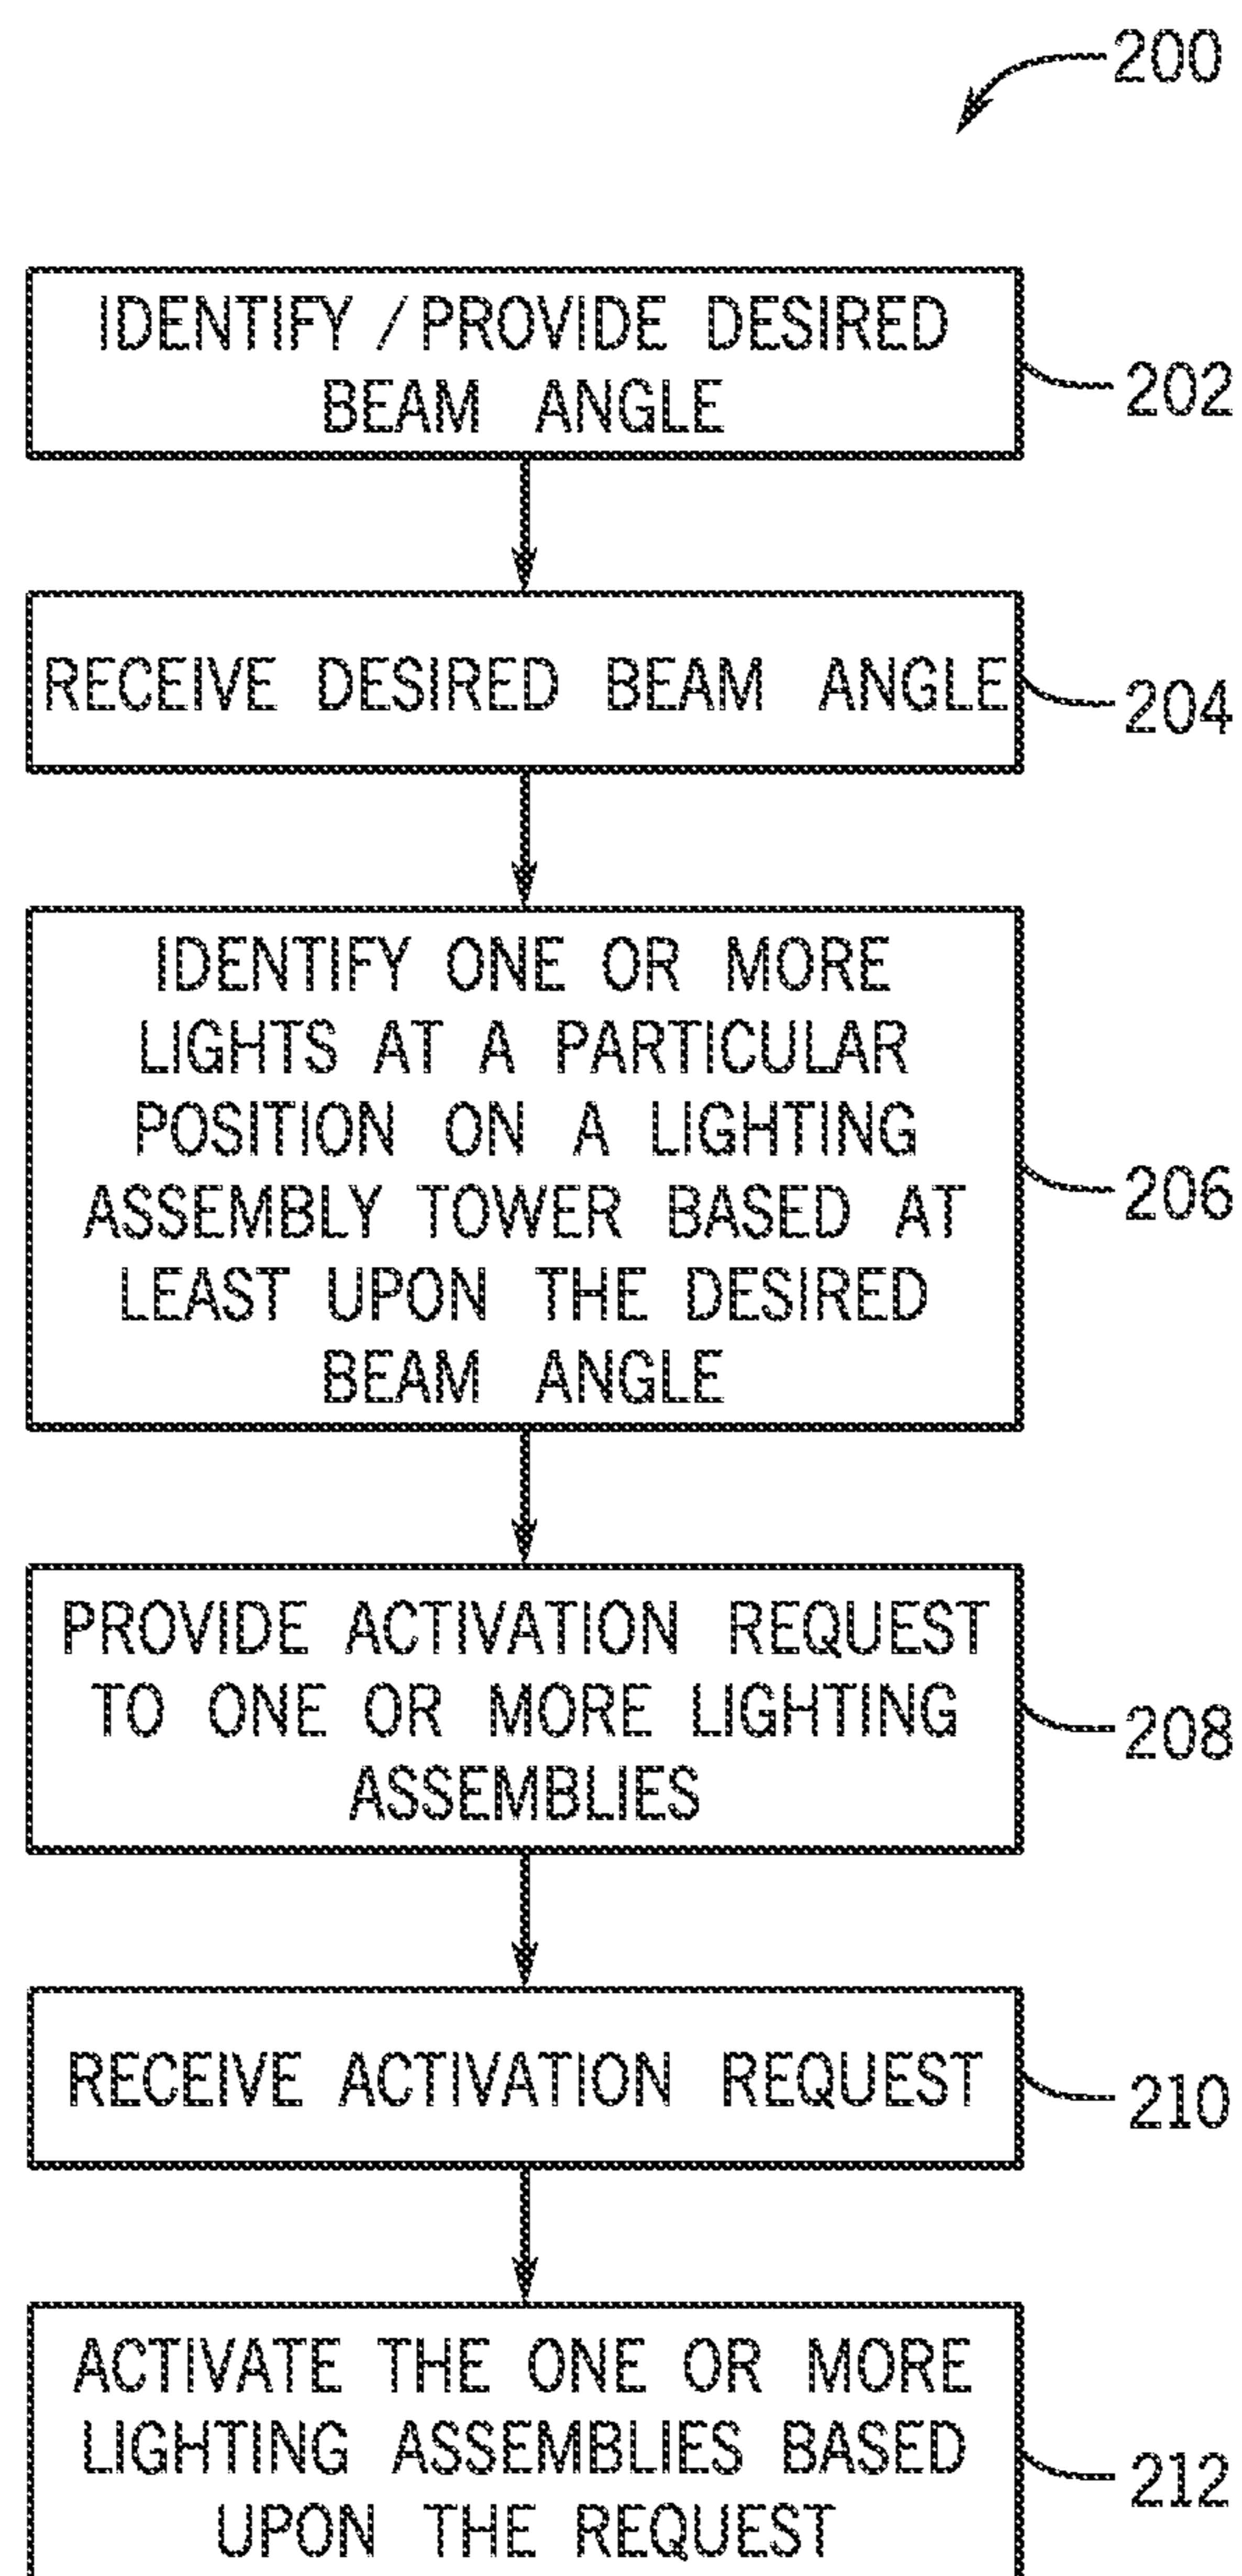 200
IDENTIFY / PROVIDE DESIRED
BEAM ANGLE
202
RECEIVE DESIRED BEAM ANGLE
204
IDENTIFY ONE OR MORE
LIGHTS AT A PARTICULAR
POSITION ON A LIGHTING
ASSEMBLY TOWER BASED AT
LEAST UPON THE DESIRED
BEAM ANGLE
206
PROVIDE ACTIVATION REQUEST
TO ONE OR MORE LIGHTING
ASSEMBLIES
208
RECEIVE ACTIVATION REQUEST
210
ACTIVATE THE ONE OR MORE
LIGHTING ASSEMBLIES BASED
UPON THE REQUEST
212